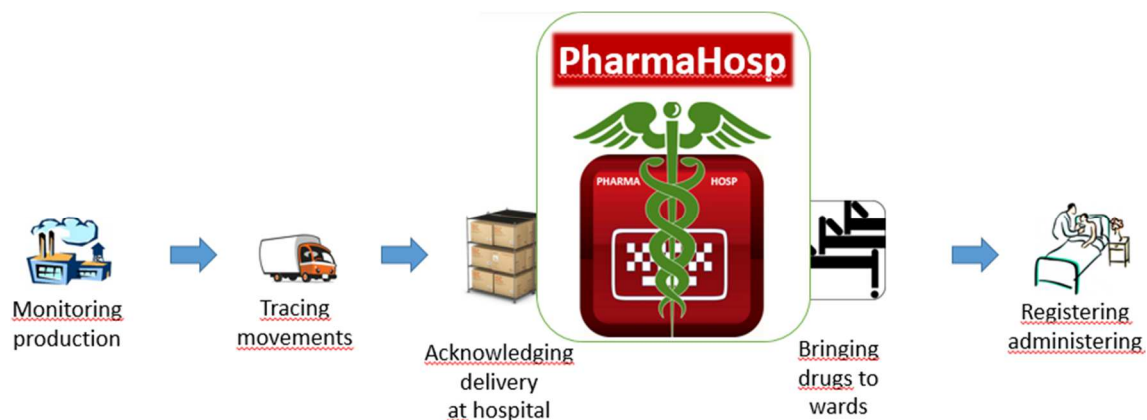 PharmaHosp
PHARMA HOSP
Monitoring
production
Tracing
movements
Acknowledging
delivery
at hospital
Bringing
drugs to
wards
Registering
administering